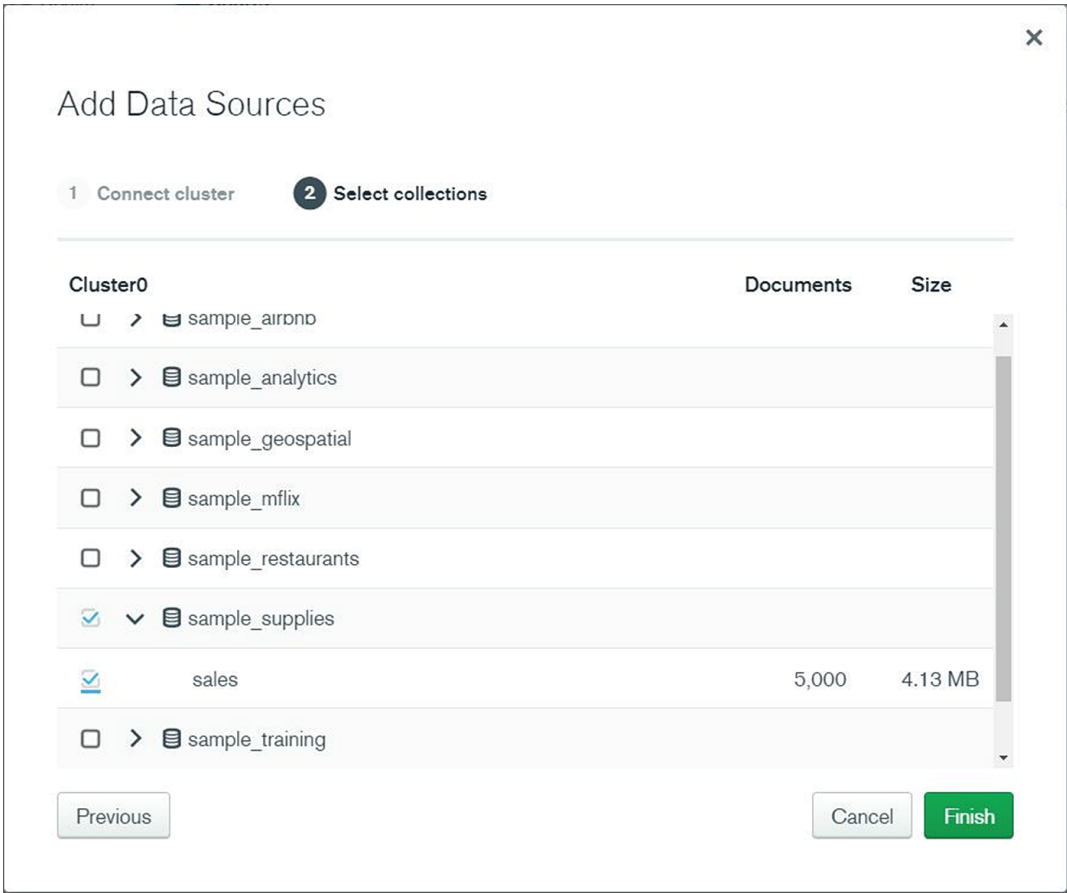 Add Data Sources
1 Connect cluster 2 Select collections
Cluster0 Documents Size
sample_airbnb
sample_analytics
sample_geospatial
sample_mflix
sample_restaurants
sample_supplies
sales 5,000 4.13 MB
sample_training
Previous Cancel Finish